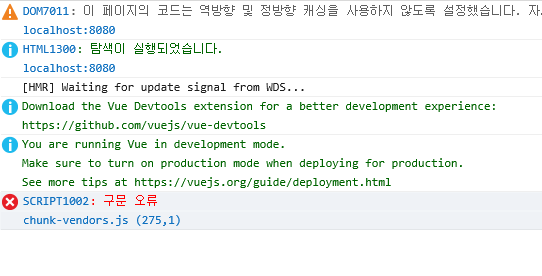 DOM7011: 이 페이지의 코드는 역방향 및 정방향 캐싱을 사용하지 않도록 설정했습니다. 자.
localhost:8080
HTML1300: 탐색이 실행되었습니다.
localhost:8080
[HMR] Waiting for update signal from WDS...
Download the Vue Devtools extension for a better development experience:
https://github.com/vuejs/vue-devtools
You are running Vue in development mode.
Make sure to turn on production mode when deploying for production.
See more tips at https://vuejs.org/guide/deployment.html
SCRIPT1002: 구문 오류
chunk-vendors.js (275,1)